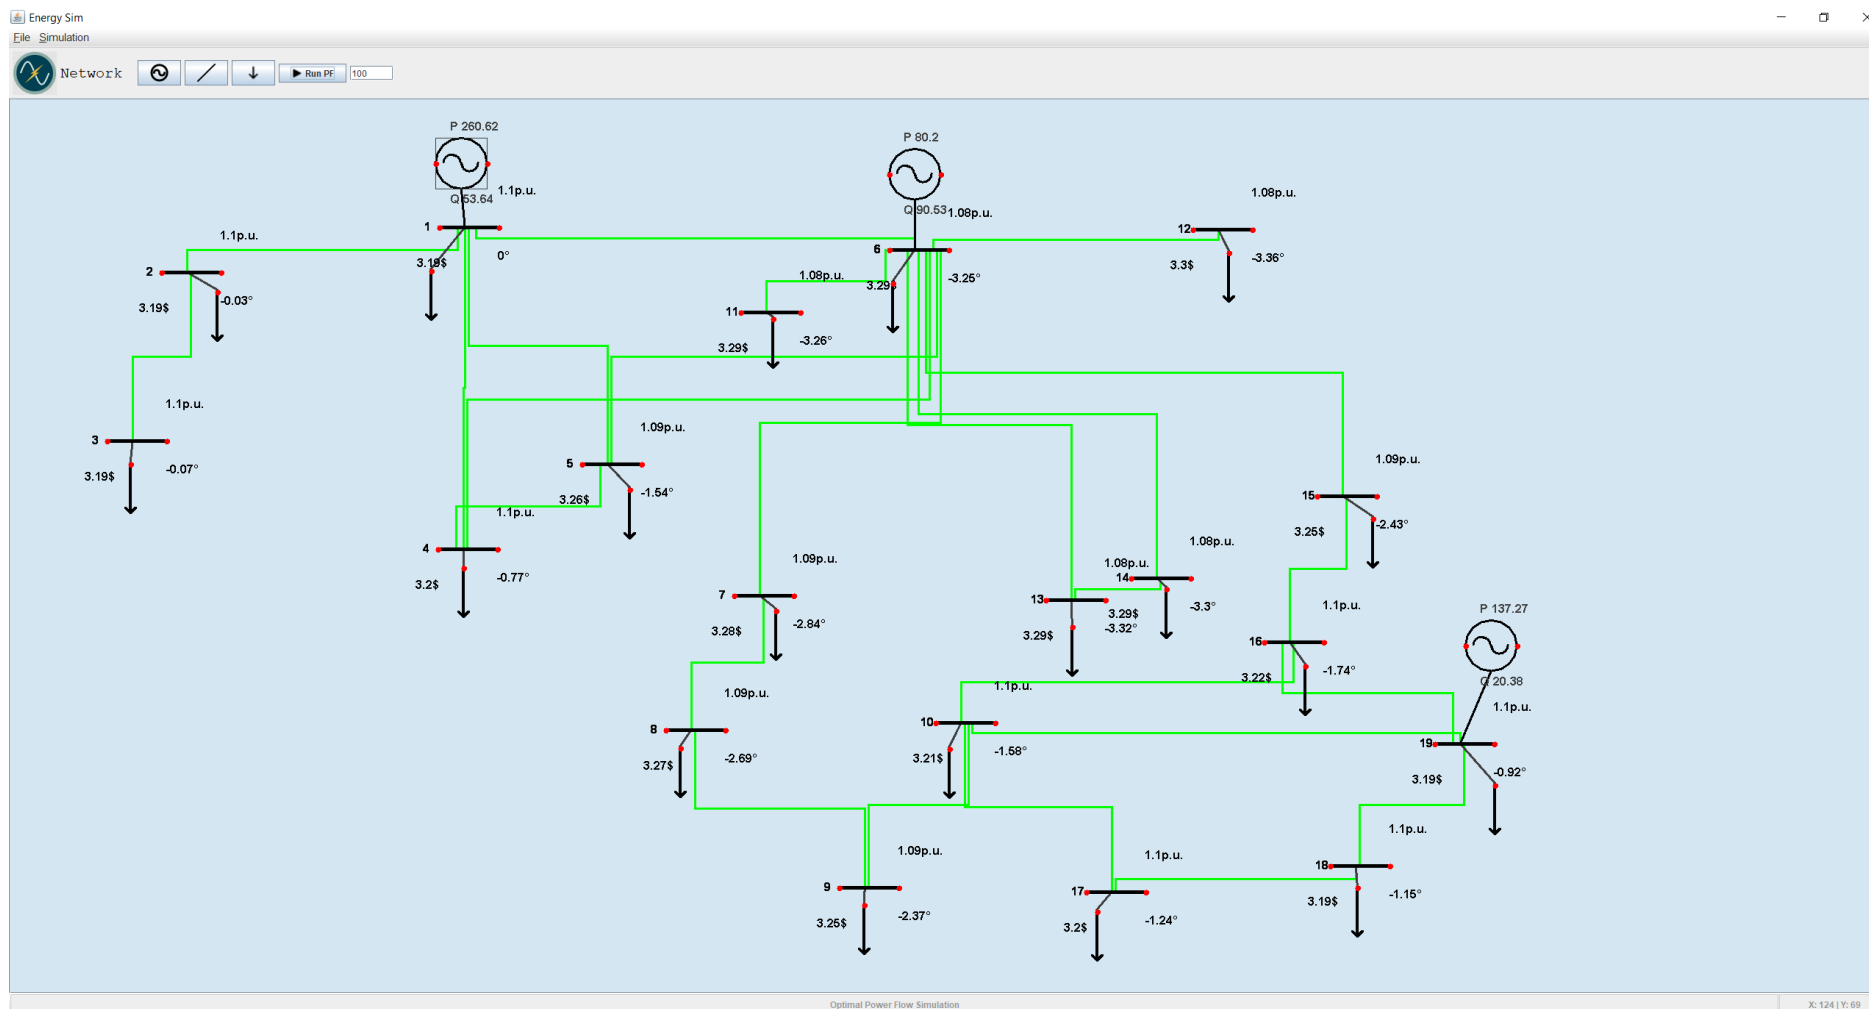 Energy Sim
File Simulation
Network
Run PF
100
P 260.62
P 80.2
1.1p.u.
1.08p.u.
Q 53.64
Q 90.53
1.08p.u.
1
12
1.1p.u.
6
0°
-3.36°
3.19$
3.3$
2
1.08p.u.
-3.25°
3.29$
-0.03°
3.19$
11
-3.26°
3.29$
1.1p.u.
1.09p.u.
3
1.09p.u.
5
-0.07°
3.19$
-1.54°
3.26$
15
1.1p.u.
-2.43°
3.25$
4
1.08p.u.
1.09p.u.
1.08p.u.
-0.77°
3.2$
14
7
13
-3.3°
1.1p.u.
P 137.27
3.29$
-2.84°
3.28$
-3.32°
3.29$
16
-1.74°
3.22$
Q 20.38
1.09p.u.
1.1p.u.
1.1p.u.
10
8
19
-1.58°
-2.69°
3.21$
3.27$
-0.92°
3.19$
1.1p.u.
1.09p.u.
1.1p.u.
18
9
17
-1.15°
3.19$
-2.37°
3.25$
-1.24°
3.2$
Optimal Power Flow Simulation
X: 124 | Y: 69